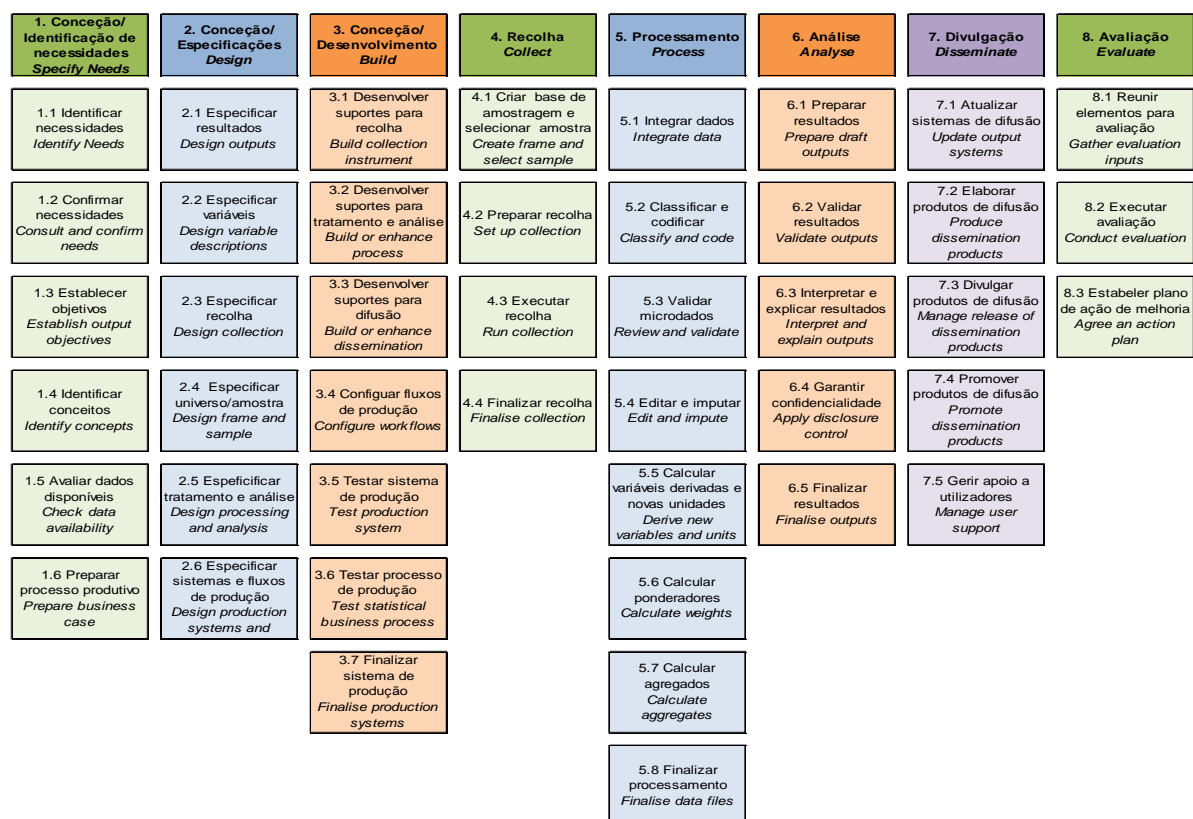 1. Conceção/
Identificação de
necessidades
Specify Needs
2. Conceção/
Especificações
Design
3. Conceção/
Desenvolvimento
Build
4. Recolha
Collect
5. Processamento
Process
6. Análise
Analyse
7. Divulgação
Disseminate
8. Avaliação
Evaluate
1.1 Identificar
necessidades
Identify Needs
2.1 Especificar
resultados
Design outputs
3.1 Desenvolver
suportes para
recolha
Build collection
instrument
4.1 Criar base de
amostragem e
selecionar amostra
Create frame and
select sample
5.1 Integrar dados
Integrate data
6.1 Preparar
resultados
Prepare draft
outputs
7.1 Atualizar
sistemas de difusão
Update output
systems
8.1 Reunir
elementos para
avaliação
Gather evaluation
inputs
1.2 Confirmar
necessidades
Consult and confirm
needs
2.2 Especificar
variáveis
Design variable
descriptions
3.2 Desenvolver
suportes para
tratamento e análise
Build or enhance
process
4.2 Preparar recolha
Set up collection
5.2 Classificar e
codificar
Classify and code
6.2 Validar
resultados
Validate outputs
7.2 Elaborar
produtos de difusão
Produce
dissemination
products
8.2 Executar
avaliação
Conduct evaluation
1.3 Establecer
objetivos
Establish output
objectives
2.3 Especificar
recolha
Design collection
3.3 Desenvolver
suportes para
difusão
Build or enhance
dissemination
4.3 Executar
recolha
Run collection
5.3 Validar
microdados
Review and validate
6.3 Interpretar e
explicar resultados
Interpret and
explain outputs
7.3 Divulgar
produtos de difusão
Manage release of
dissemination
products
8.3 Estabeler plano
de ação de melhoria
Agree an action
plan
1.4 Identificar
conceitos
Identify concepts
2.4 Especificar
universo/amostra
Design frame and
sample
3.4 Configuar fluxos
de produção
Configure workflows
4.4 Finalizar recolha
Finalise collection
5.4 Editar e imputar
Edit and impute
6.4 Garantir
confidencialidade
Apply disclosure
control
7.4 Promover
produtos de difusão
Promote
dissemination
products
1.5 Avaliar dados
disponíveis
Check data
availability
2.5 Espeficificar
tratamento e análise
Design processing
and analysis
3.5 Testar sistema
de produção
Test production
system
5.5 Calcular
variáveis derivadas e
novas unidades
Derive new
variables and units
6.5 Finalizar
resultados
Finalise outputs
7.5 Gerir apoio a
utilizadores
Manage user
support
1.6 Preparar
processo produtivo
Prepare business
case
2.6 Especificar
sistemas e fluxos
de produção
Design production
systems and
3.6 Testar processo
de produção
Test statistical
business process
5.6 Calcular
ponderadores
Calculate weights
3.7 Finalizar
sistema de
produção
Finalise production
systems
5.7 Calcular
agregados
Calculate
aggregates
5.8 Finalizar
processamento
Finalise data files